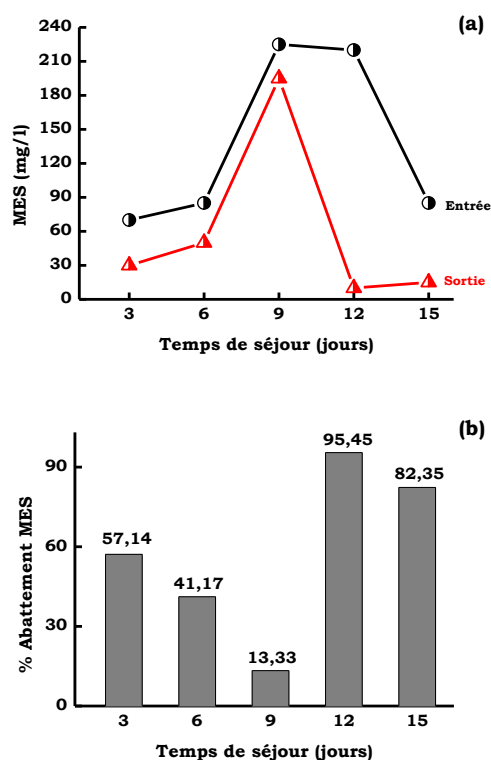 (a)
240
210
180
150
120
90
60
30
0
MES (mg/l)
Entrée
Sortie
3 6 9 12 15
Temps de séjour (jours)
(b)
90
60
30
0
% Abattement MES
57,14
41,17
13,33
95,45
82,35
3 6 9 12 15
Temps de séjour (jours)